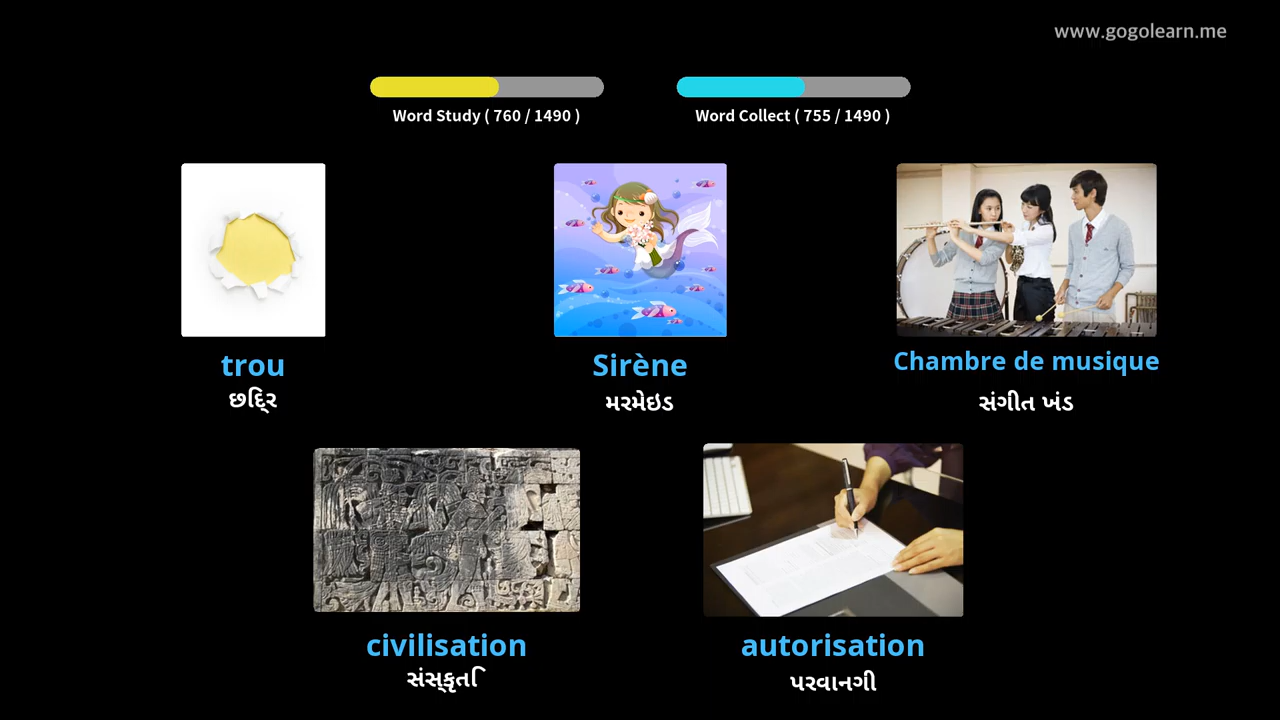 www.gogolearn.me
Word Study ( 760 / 1490 )
Word Collect ( 755 / 1490 )
trou
છિદ્ર
Sirène
મરમેઇડ
Chambre de musique
સંગીત ખંડ
civilisation
સંસ્કૃતિ
autorisation
પરવાનગી